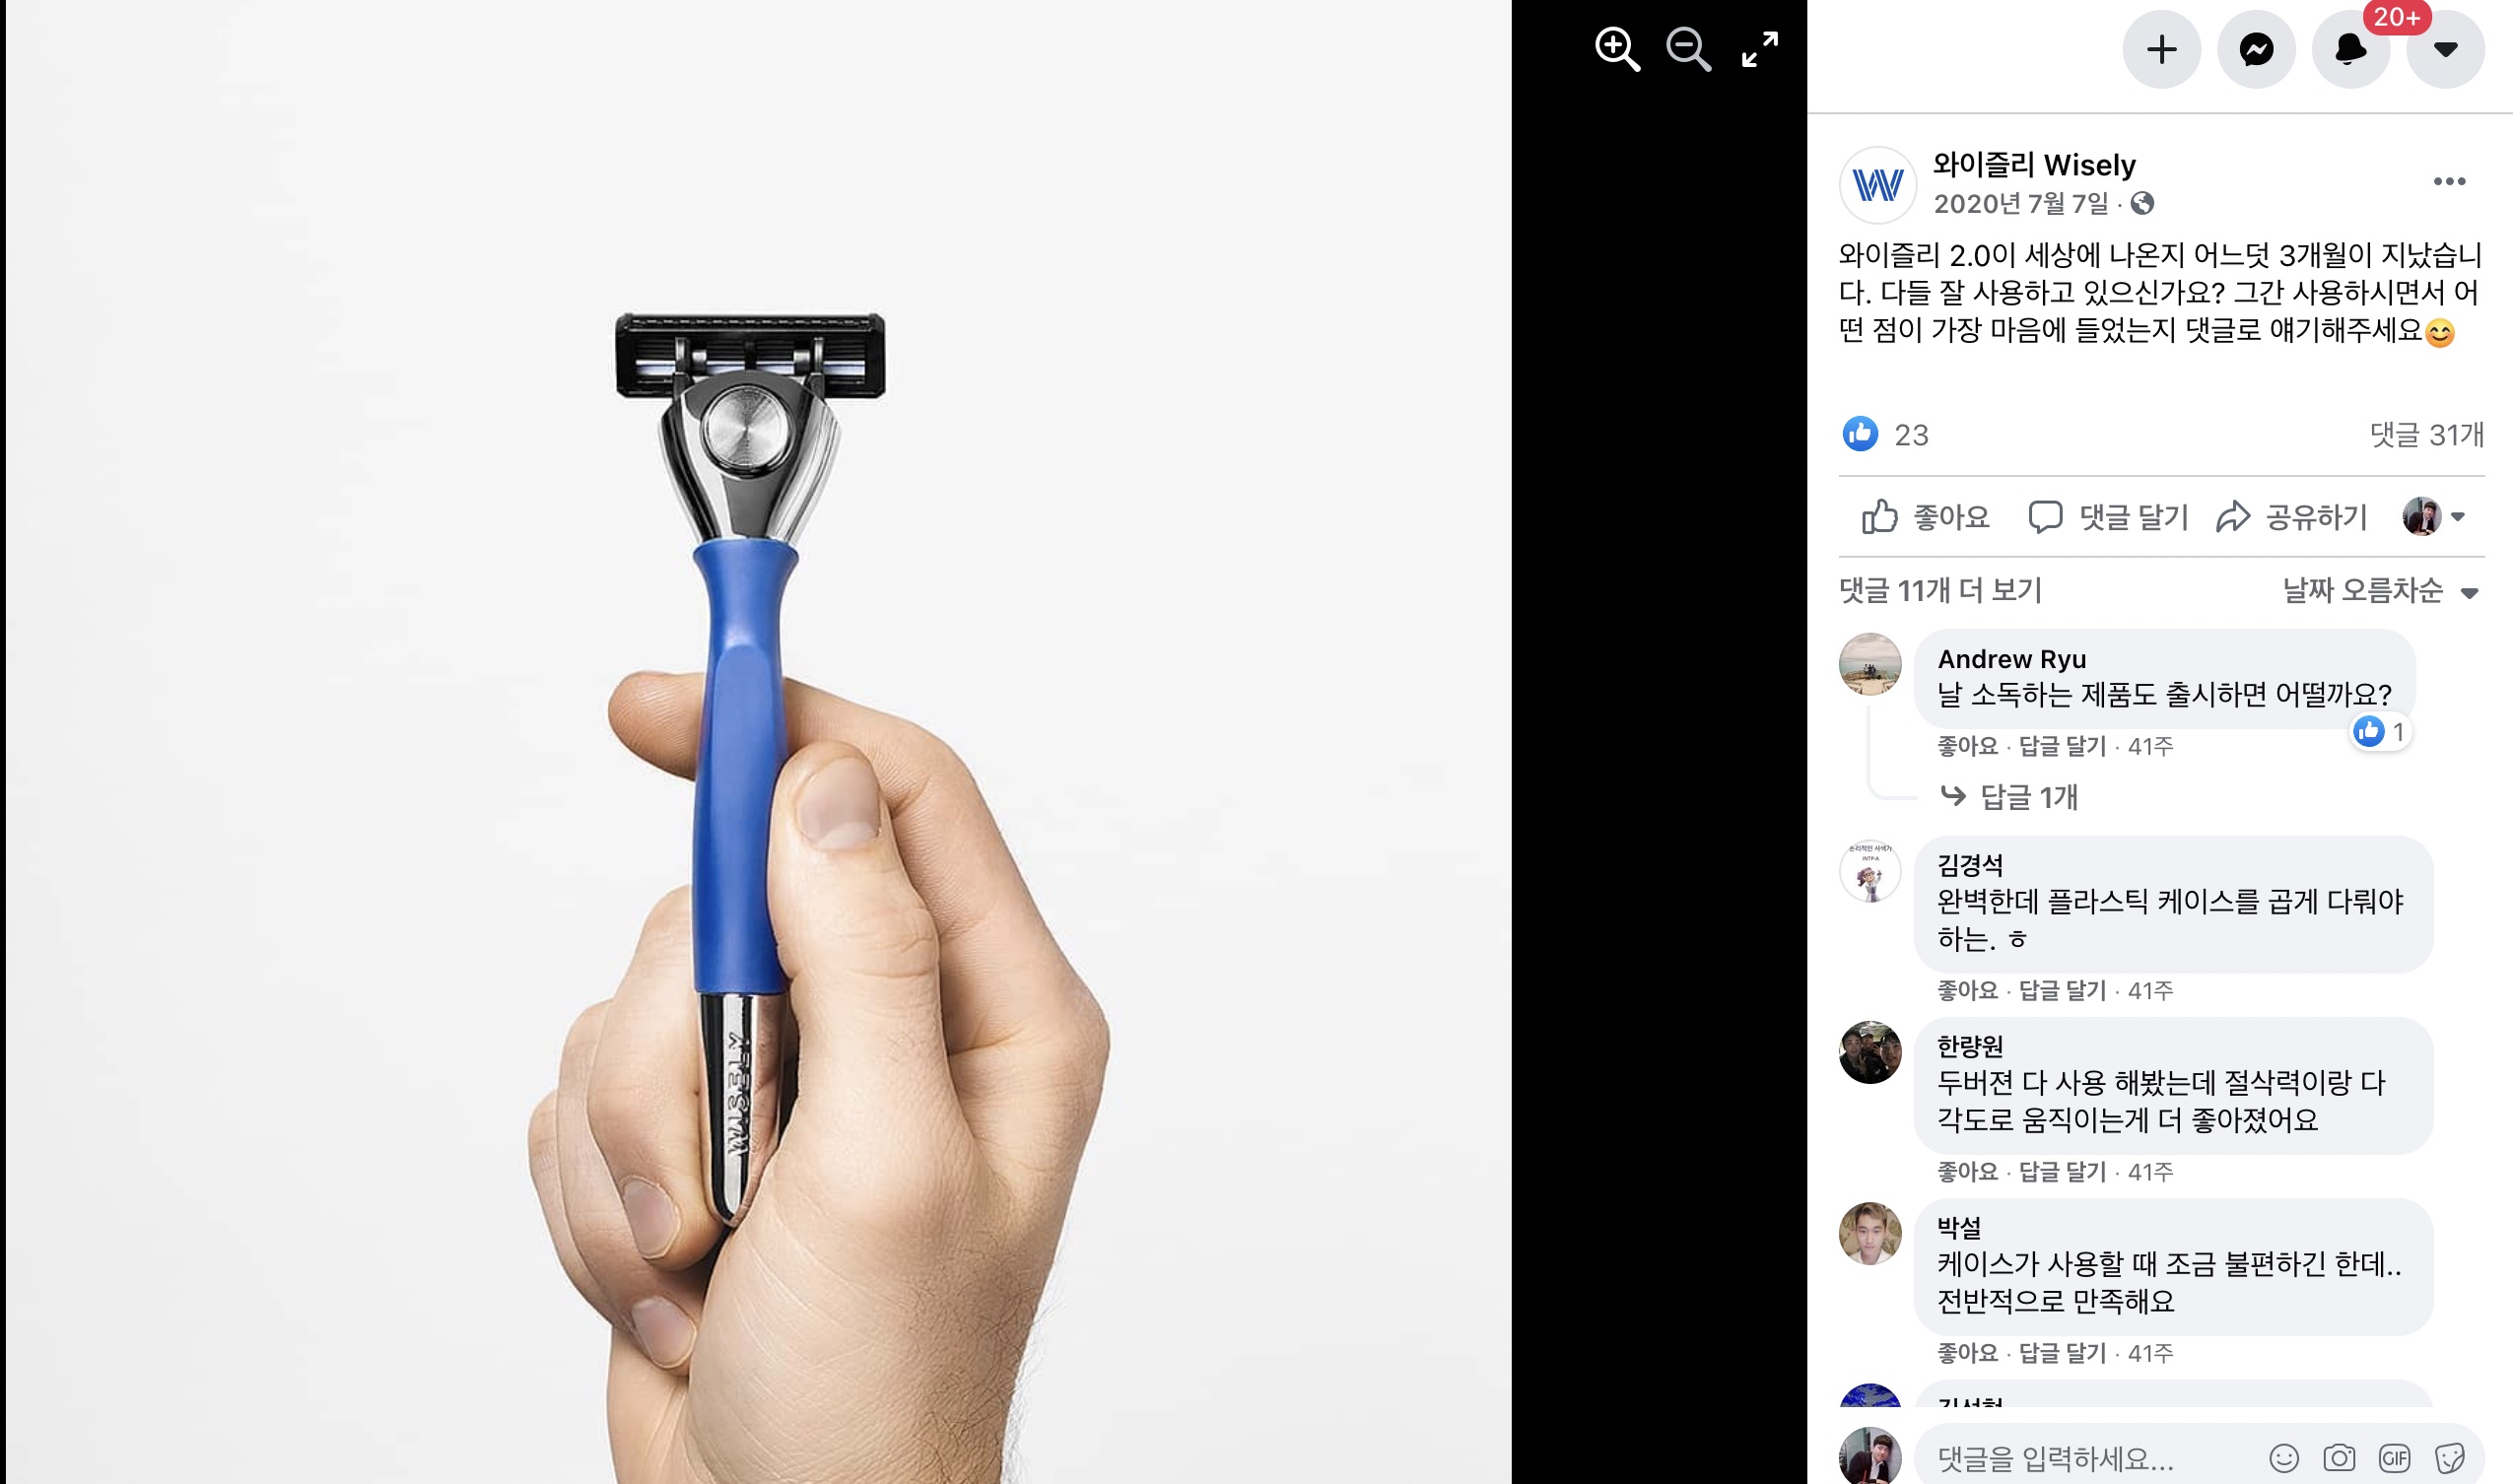 WISELY
20+
와이즐리 Wisely
2020년 7월 7일 ·
와이즐리 2.0이 세상에 나온지 어느덧 3개월이 지났습니
다. 다들 잘 사용하고 있으신가요? 그간 사용하시면서 어
떤 점이 가장 마음에 들었는지 댓글로 얘기해주세요😊
23
댓글 31개
좋아요 댓글 달기 공유하기
댓글 11개 더 보기
날짜 오름차순
Andrew Ryu
날 소독하는 제품도 출시하면 어떨까요?
1
좋아요 · 답글 달기 · 41주
답글 1개
김경석
완벽한데 플라스틱 케이스를 곱게 다뤄야
하는. ㅎ
좋아요 · 답글 달기 · 41주
한량원
두버젼 다 사용 해봤는데 절삭력이랑 다
각도로 움직이는게 더 좋아졌어요
좋아요 · 답글 달기 · 41주
박설
케이스가 사용할 때 조금 불편하긴 한데..
전반적으로 만족해요
좋아요 · 답글 달기 · 41주
댓글을 입력하세요...
GIF